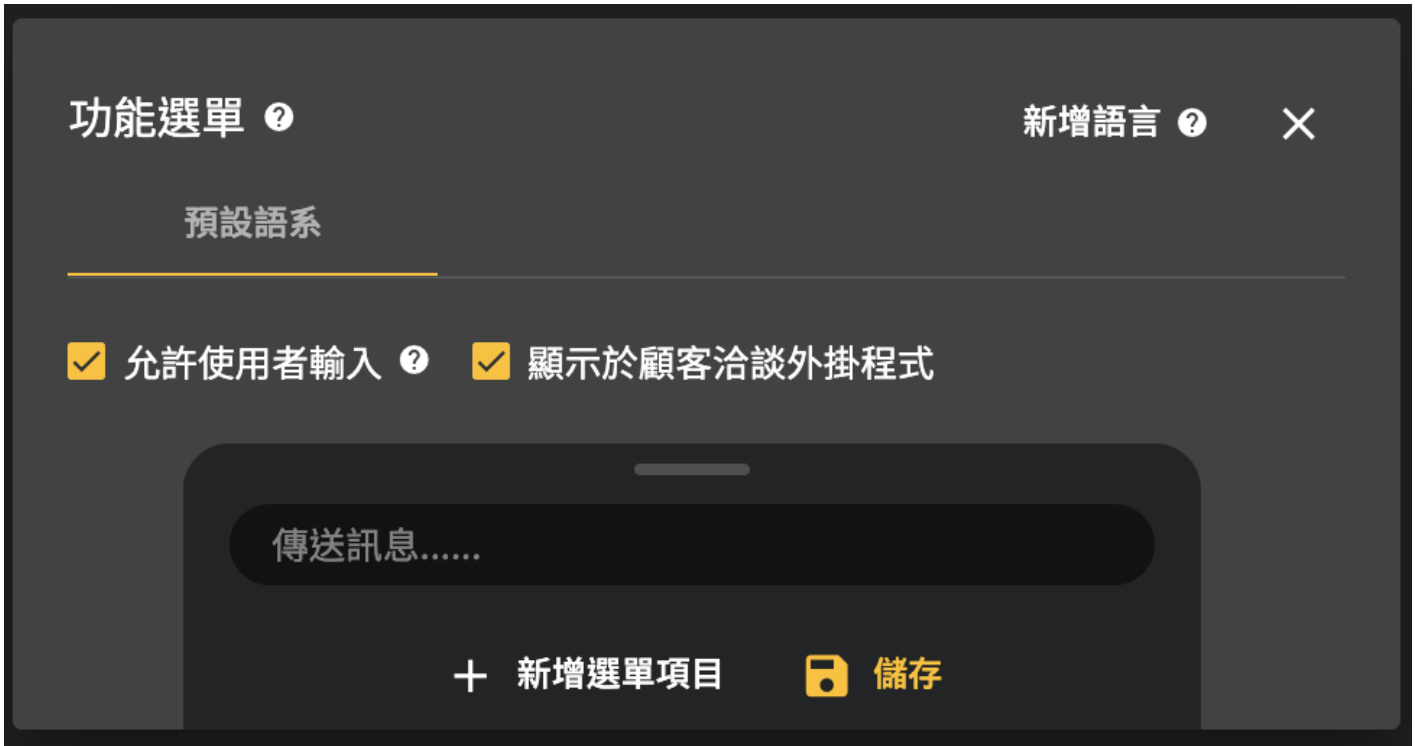 功能選單
新增語言
預設語系
允許使用者輸入 顯示於顧客洽談外掛程式
傳送訊息......
新增選單項目 儲存